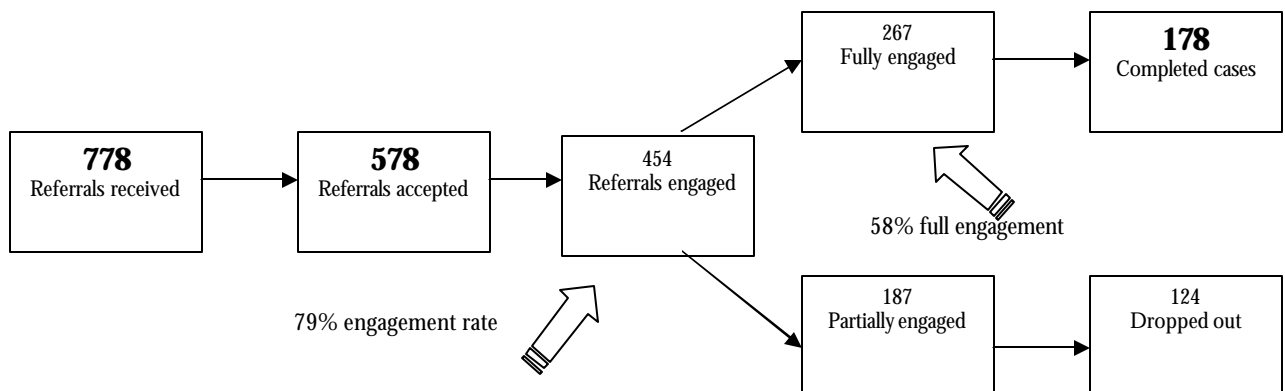 778
Referrals received
578
Referrals accepted
454
Referrals engaged
79% engagement rate
267
Fully engaged
58% full engagement
178
Completed cases
187
Partially engaged
124
Dropped out